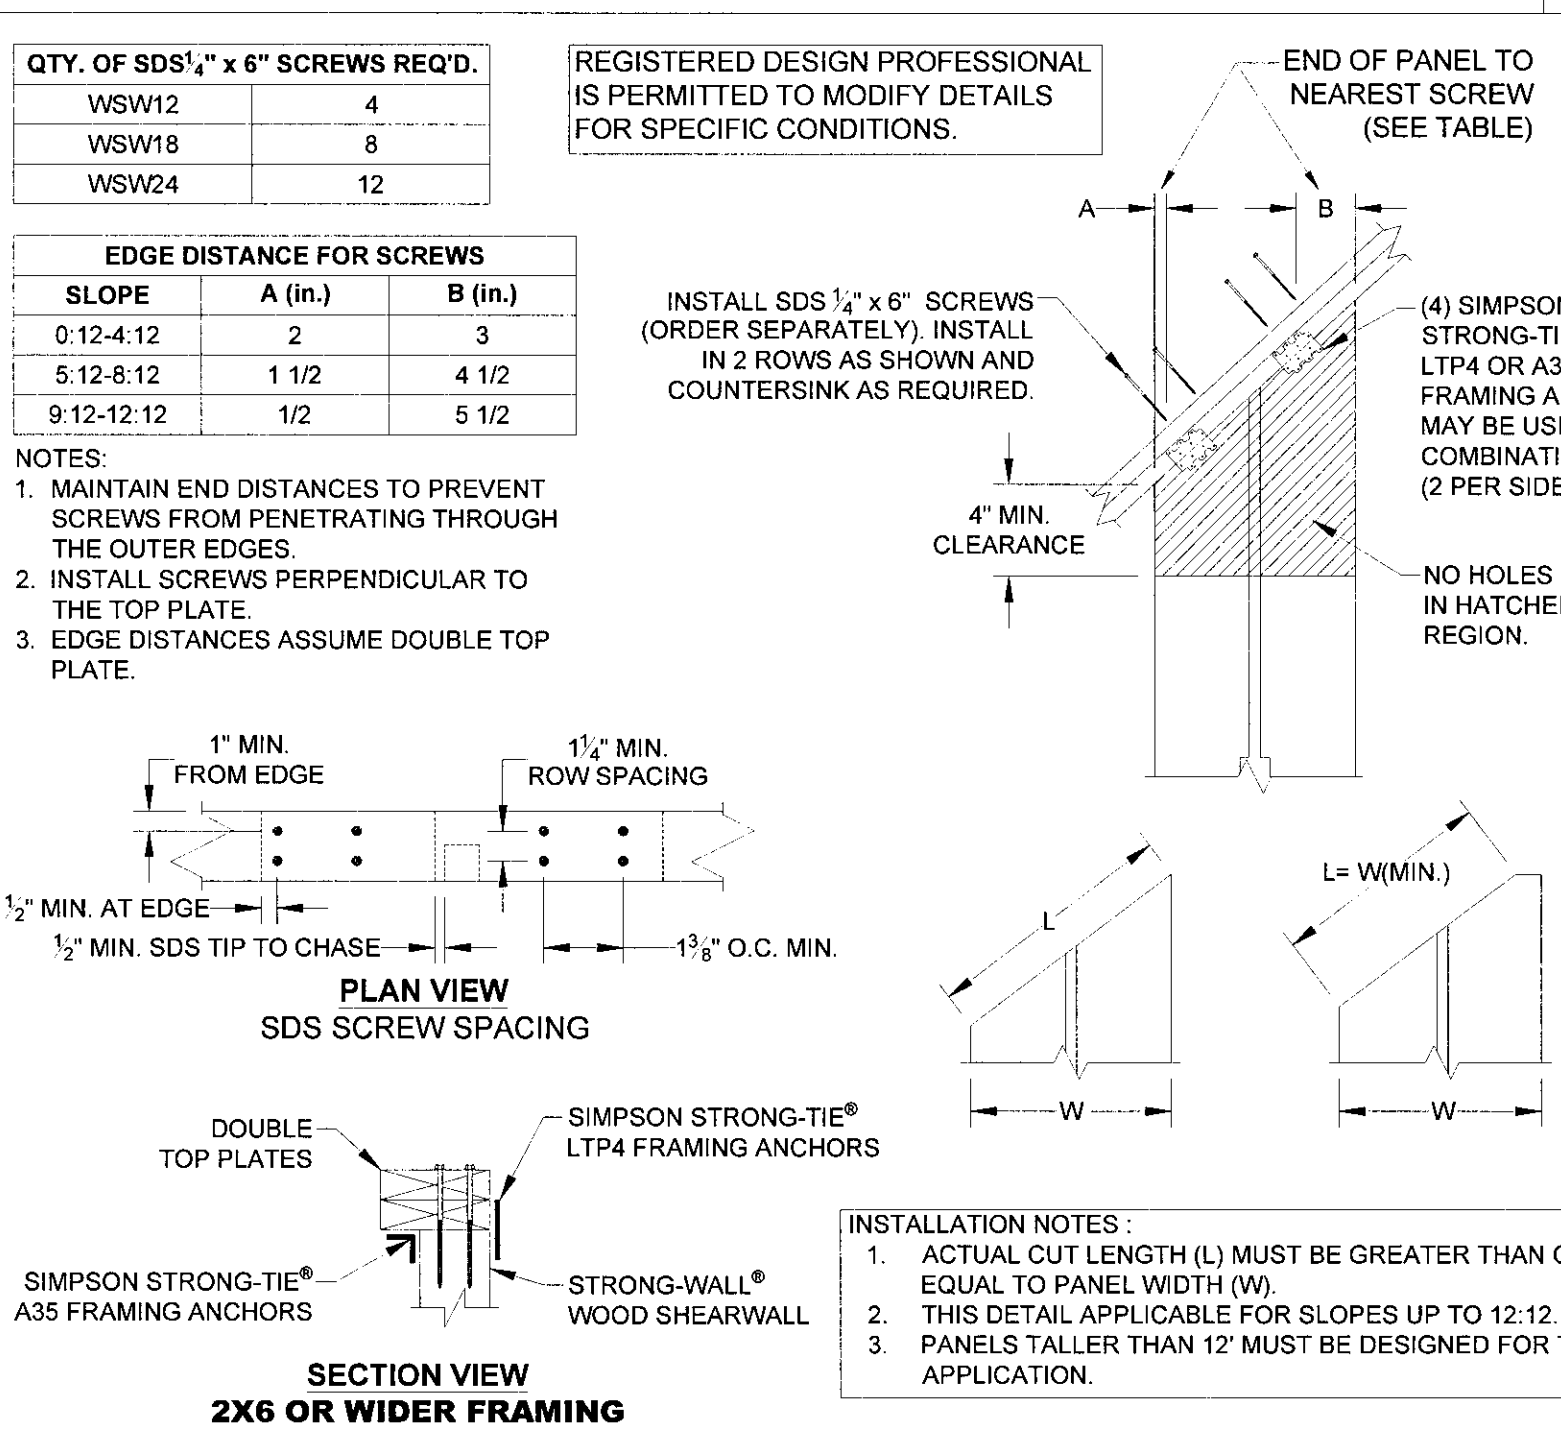 QTY. OF SDS1/4" x 6" SCREWS REQ'D.
WSW12 4
WSW18 8
WSW24 12
EDGE DISTANCE FOR SCREWS
SLOPE A (in.) B (in.)
0:12-4:12 2 3
5:12-8:12 1 1/2 4 1/2
9:12-12:12 1/2 5 1/2
NOTES:
1. MAINTAIN END DISTANCES TO PREVENT
SCREWS FROM PENETRATING THROUGH
THE OUTER EDGES.
2. INSTALL SCREWS PERPENDICULAR TO
THE TOP PLATE.
3. EDGE DISTANCES ASSUME DOUBLE TOP
PLATE.
REGISTERED DESIGN PROFESSIONAL
IS PERMITTED TO MODIFY DETAILS
FOR SPECIFIC CONDITIONS.
END OF PANEL TO
NEAREST SCREW
(SEE TABLE)
A
B
INSTALL SDS 1/4" x 6" SCREWS
(ORDER SEPARATELY). INSTALL
IN 2 ROWS AS SHOWN AND
COUNTERSINK AS REQUIRED.
(4) SIMPSON
STRONG-TI
LTP4 OR A3
FRAMING A
MAY BE US
COMBINATI
(2 PER SIDE
4" MIN.
CLEARANCE
NO HOLES
IN HATCHE
REGION.
1" MIN.
FROM EDGE
1 1/4" MIN.
ROW SPACING
1/2" MIN. AT EDGE
1/2" MIN. SDS TIP TO CHASE
1 3/8" O.C. MIN.
PLAN VIEW
SDS SCREW SPACING
L
W
L= W(MIN.)
W
DOUBLE
TOP PLATES
SIMPSON STRONG-TIE®
LTP4 FRAMING ANCHORS
SIMPSON STRONG-TIE®
A35 FRAMING ANCHORS
STRONG-WALL®
WOOD SHEARWALL
SECTION VIEW
2X6 OR WIDER FRAMING
INSTALLATION NOTES :
1. ACTUAL CUT LENGTH (L) MUST BE GREATER THAN
EQUAL TO PANEL WIDTH (W).
2. THIS DETAIL APPLICABLE FOR SLOPES UP TO 12:12.
3. PANELS TALLER THAN 12' MUST BE DESIGNED FOR
APPLICATION.